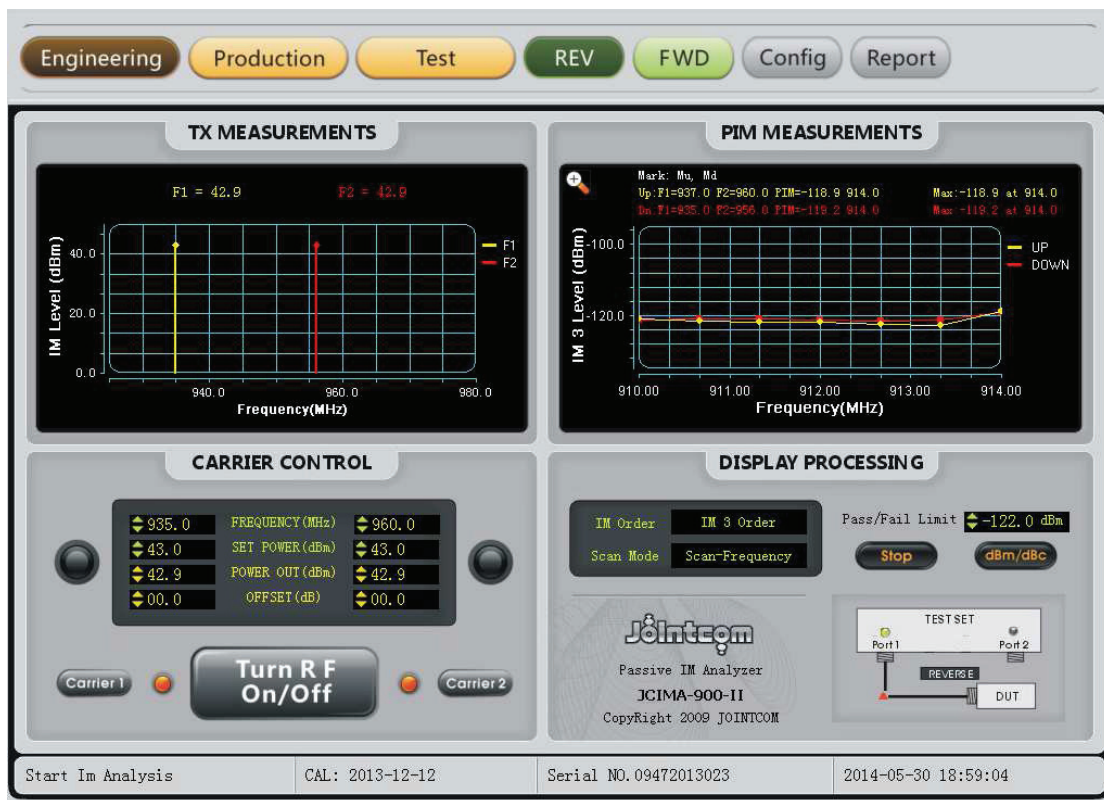 Engineering Production Test REV FWD Config Report
TX MEASUREMENTS
F1 = 42.9 F2 = 42.9
IM Level (dBm)
40.0
20.0
0.0
940.0 960.0 980.0
Frequency(MHz)
F1
F2
PIM MEASUREMENTS
Mark: Mu, Md
Up:F1=937.0 F2=960.0 PIM=-118.9 914.0 Max:-118.9 at 914.0
Dn:F1=935.0 F2=956.0 PIM=-119.2 914.0 Max:-119.2 at 914.0
IM 3 Level (dBm)
-100.0
-120.0
910.00 911.00 912.00 913.00 914.00
Frequency(MHz)
UP
DOWN
CARRIER CONTROL
935.0 FREQUENCY(MHz) 960.0
43.0 SET POWER(dBm) 43.0
42.9 POWER OUT(dBm) 42.9
00.0 OFFSET(dB) 00.0
Carrier 1 Turn R F Carrier 2
On/Off
DISPLAY PROCESSING
IM Order IM 3 Order
Scan Mode Scan-Frequency
Pass/Fail Limit -122.0 dBm
Stop dBm/dBc
Jointcom
Passive IM Analyzer
JCIMA-900-II
CopyRight 2009 JOINTCOM
TEST SET
Port1 Port2
REVERSE
DUT
Start Im Analysis CAL: 2013-12-12 Serial NO.09472013023 2014-05-30 18:59:04